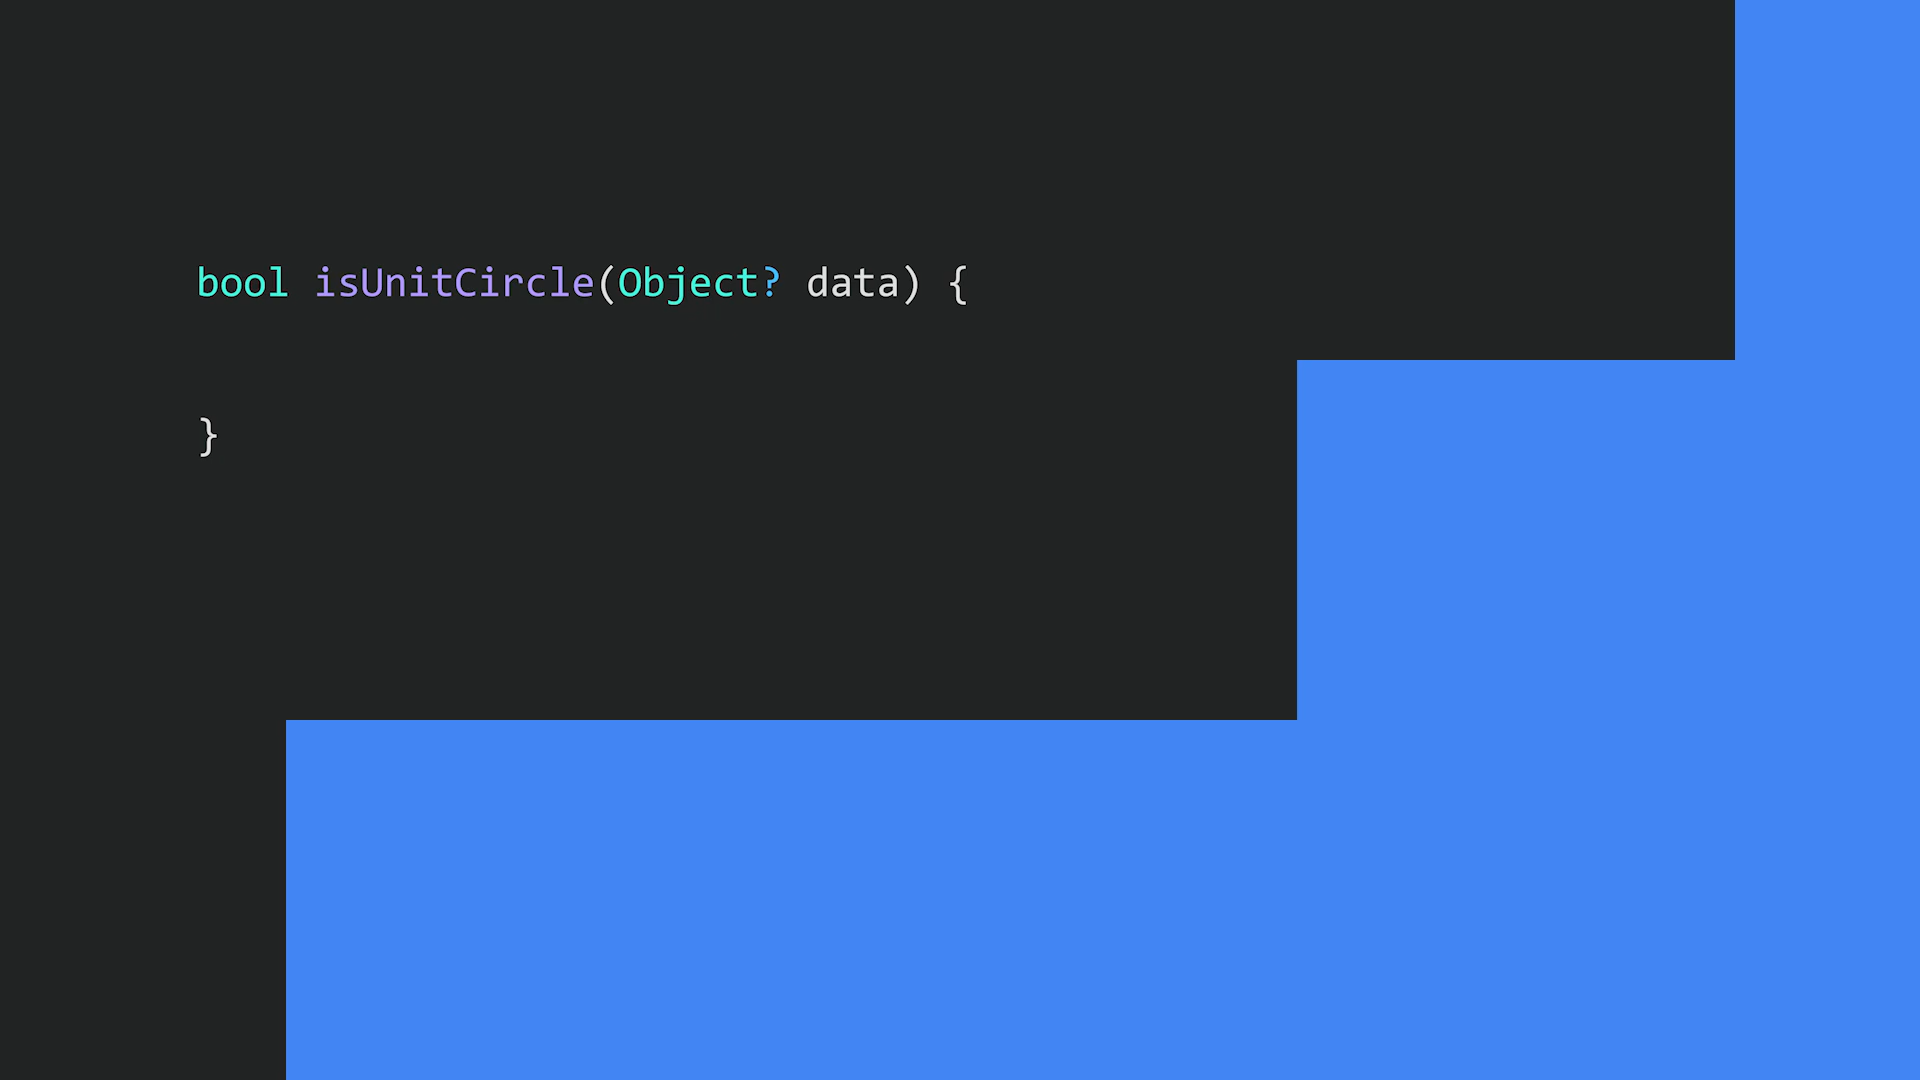 bool isUnitCircle(Object? data) {
}